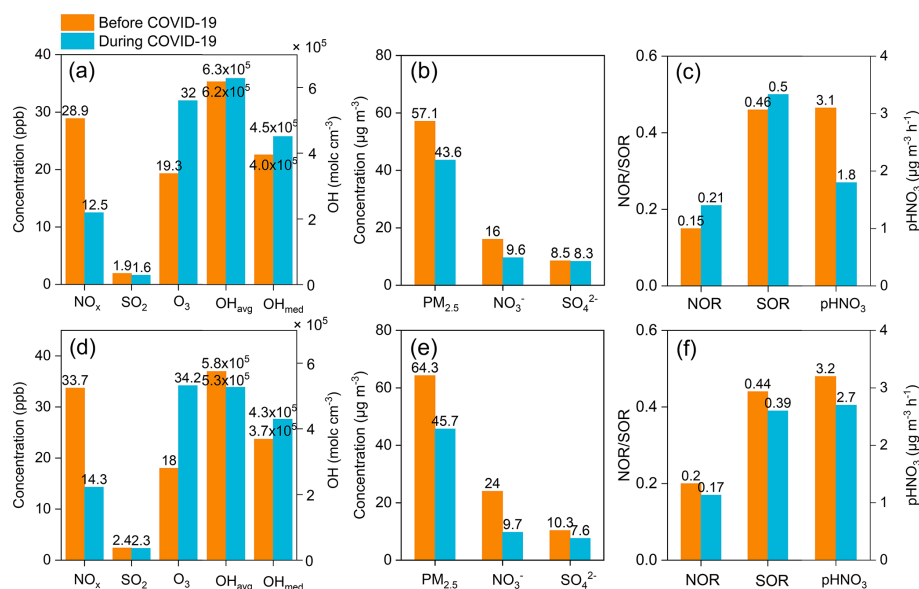 Before COVID-19
During COVID-19
× 10⁵
(a)
Concentration (ppb)
40
30
20
10
0
28.9
12.5
1.9
1.6
19.3
32
6.3x10⁵
6.2x10⁵
4.5x10⁵
4.0x10⁵
6
4
2
0
OH (molc cm⁻³)
NOₓ
SO₂
O₃
OHavg
OHmed
(b)
Concentration (µg m⁻³)
80
60
40
20
0
57.1
43.6
16
9.6
8.5
8.3
PM₂.₅
NO₃⁻
SO₄²⁻
(c)
NOR/SOR
0.6
0.4
0.2
0.0
0.15
0.21
0.46
0.5
3.1
1.8
4
3
2
1
0
pHNO₃ (µg m⁻³ h⁻¹)
NOR
SOR
pHNO₃
× 10⁵
(d)
Concentration (ppb)
40
30
20
10
0
33.7
14.3
2.4
2.3
18
34.2
5.8x10⁵
5.3x10⁵
4.3x10⁵
3.7x10⁵
6
4
2
0
OH (molc cm⁻³)
NOₓ
SO₂
O₃
OHavg
OHmed
(e)
Concentration (µg m⁻³)
80
60
40
20
0
64.3
45.7
24
9.7
10.3
7.6
PM₂.₅
NO₃⁻
SO₄²⁻
(f)
NOR/SOR
0.6
0.4
0.2
0.0
0.2
0.17
0.44
0.39
3.2
2.7
4
3
2
1
0
pHNO₃ (µg m⁻³ h⁻¹)
NOR
SOR
pHNO₃